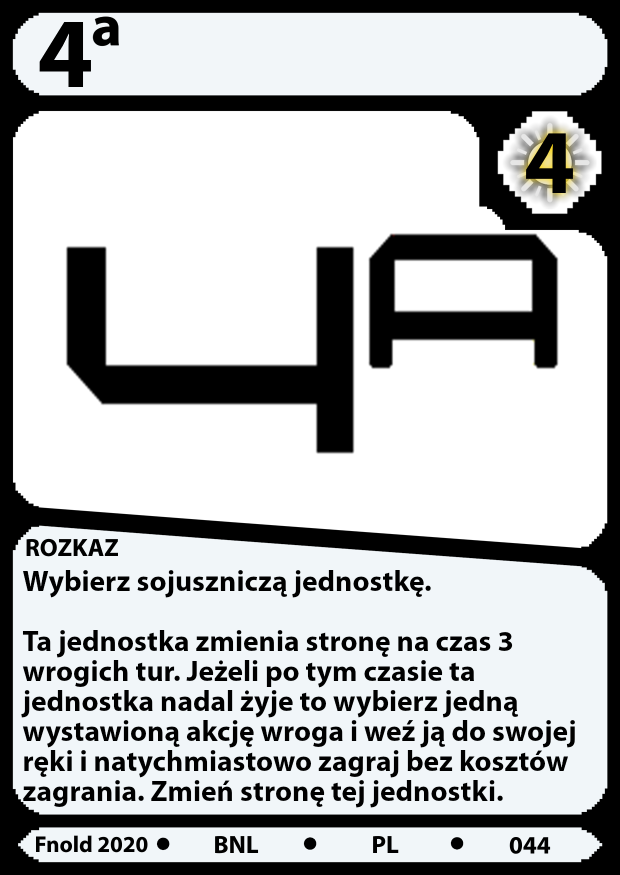 4a
4
4A
ROZKAZ
Wybierz sojuszniczą jednostkę.
Ta jednostka zmienia stronę na czas 3
wrogich tur. Jeżeli po tym czasie ta
jednostka nadal żyje to wybierz jedną
wystawioną akcję wroga i weź ją do swojej
ręki i natychmiastowo zagraj bez kosztów
zagrania. Zmień stronę tej jednostki.
Fnold 2020 • BNL • PL • 044